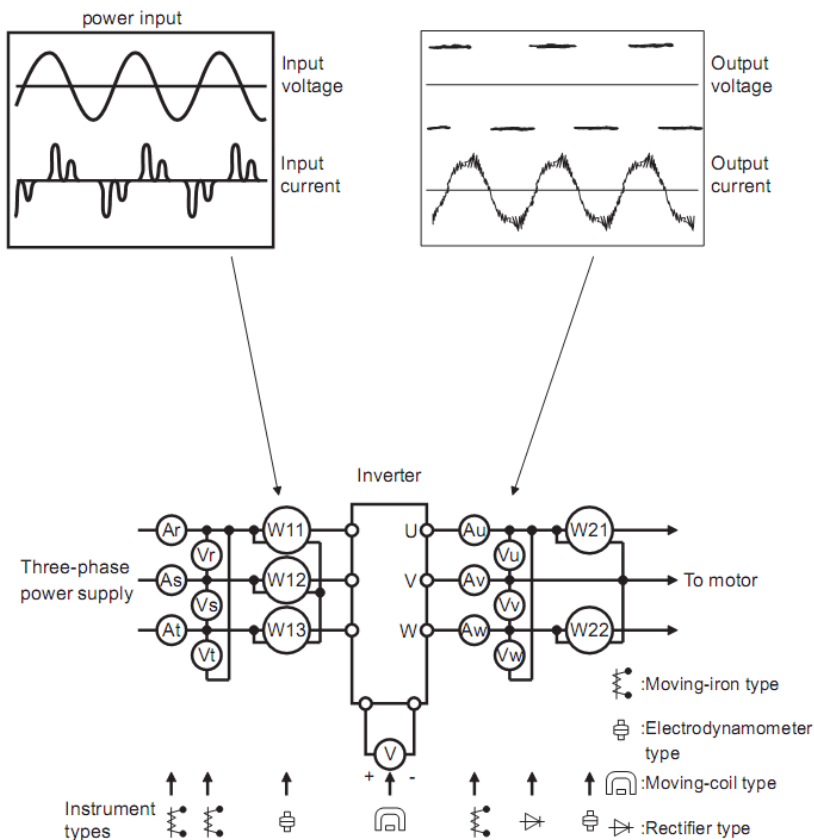 power input
Input
voltage
Input
current
Output
voltage
Output
current
Inverter
Ar
W11
U
Au
W21
Vr
Vu
Three-phase
power supply
As
W12
V
Av
To motor
Vs
Vv
At
W13
W
Aw
W22
Vt
Vw
:Moving-iron type
:Electrodynamometer
type
V
+ -
:Moving-coil type
Instrument
types
:Rectifier type